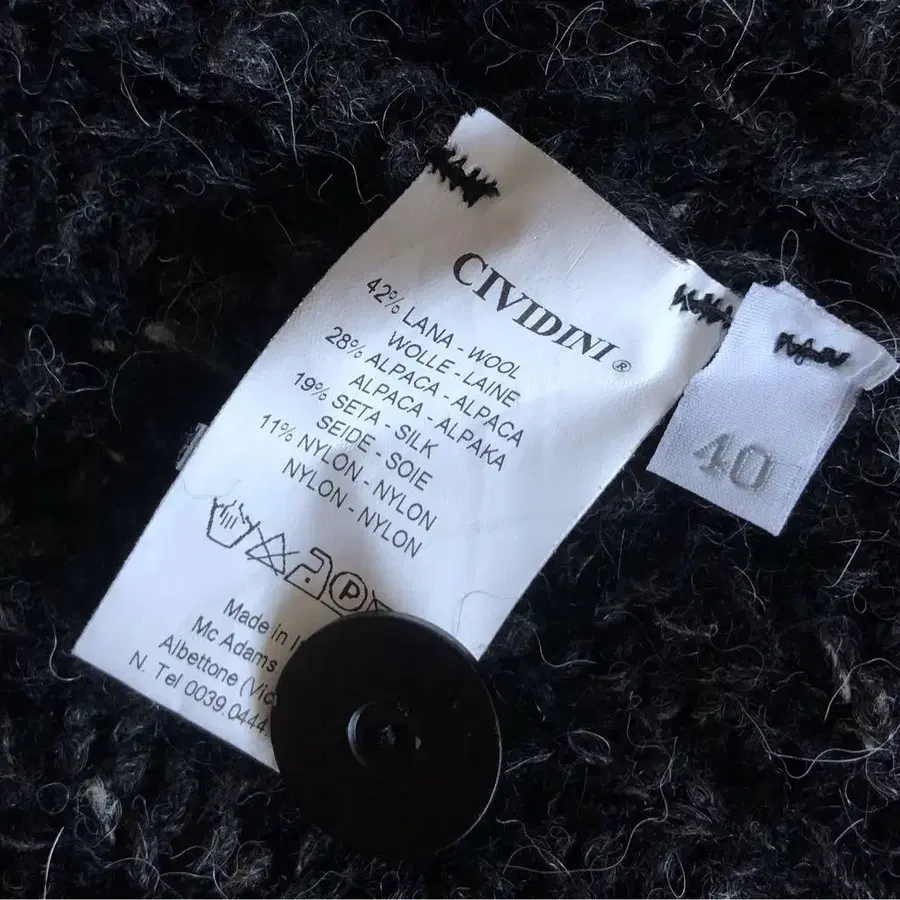 CIVIDINI ®
42% LANA - WOOL
WOLLE - LAINE
28% ALPACA - ALPACA
ALPACA - ALPAKA
19% SETA - SILK
SEIDE - SOIE
11% NYLON - NYLON
NYLON - NYLON
P
Made in
Mc Adams
Albettone
N. Tel 0039.0444
40